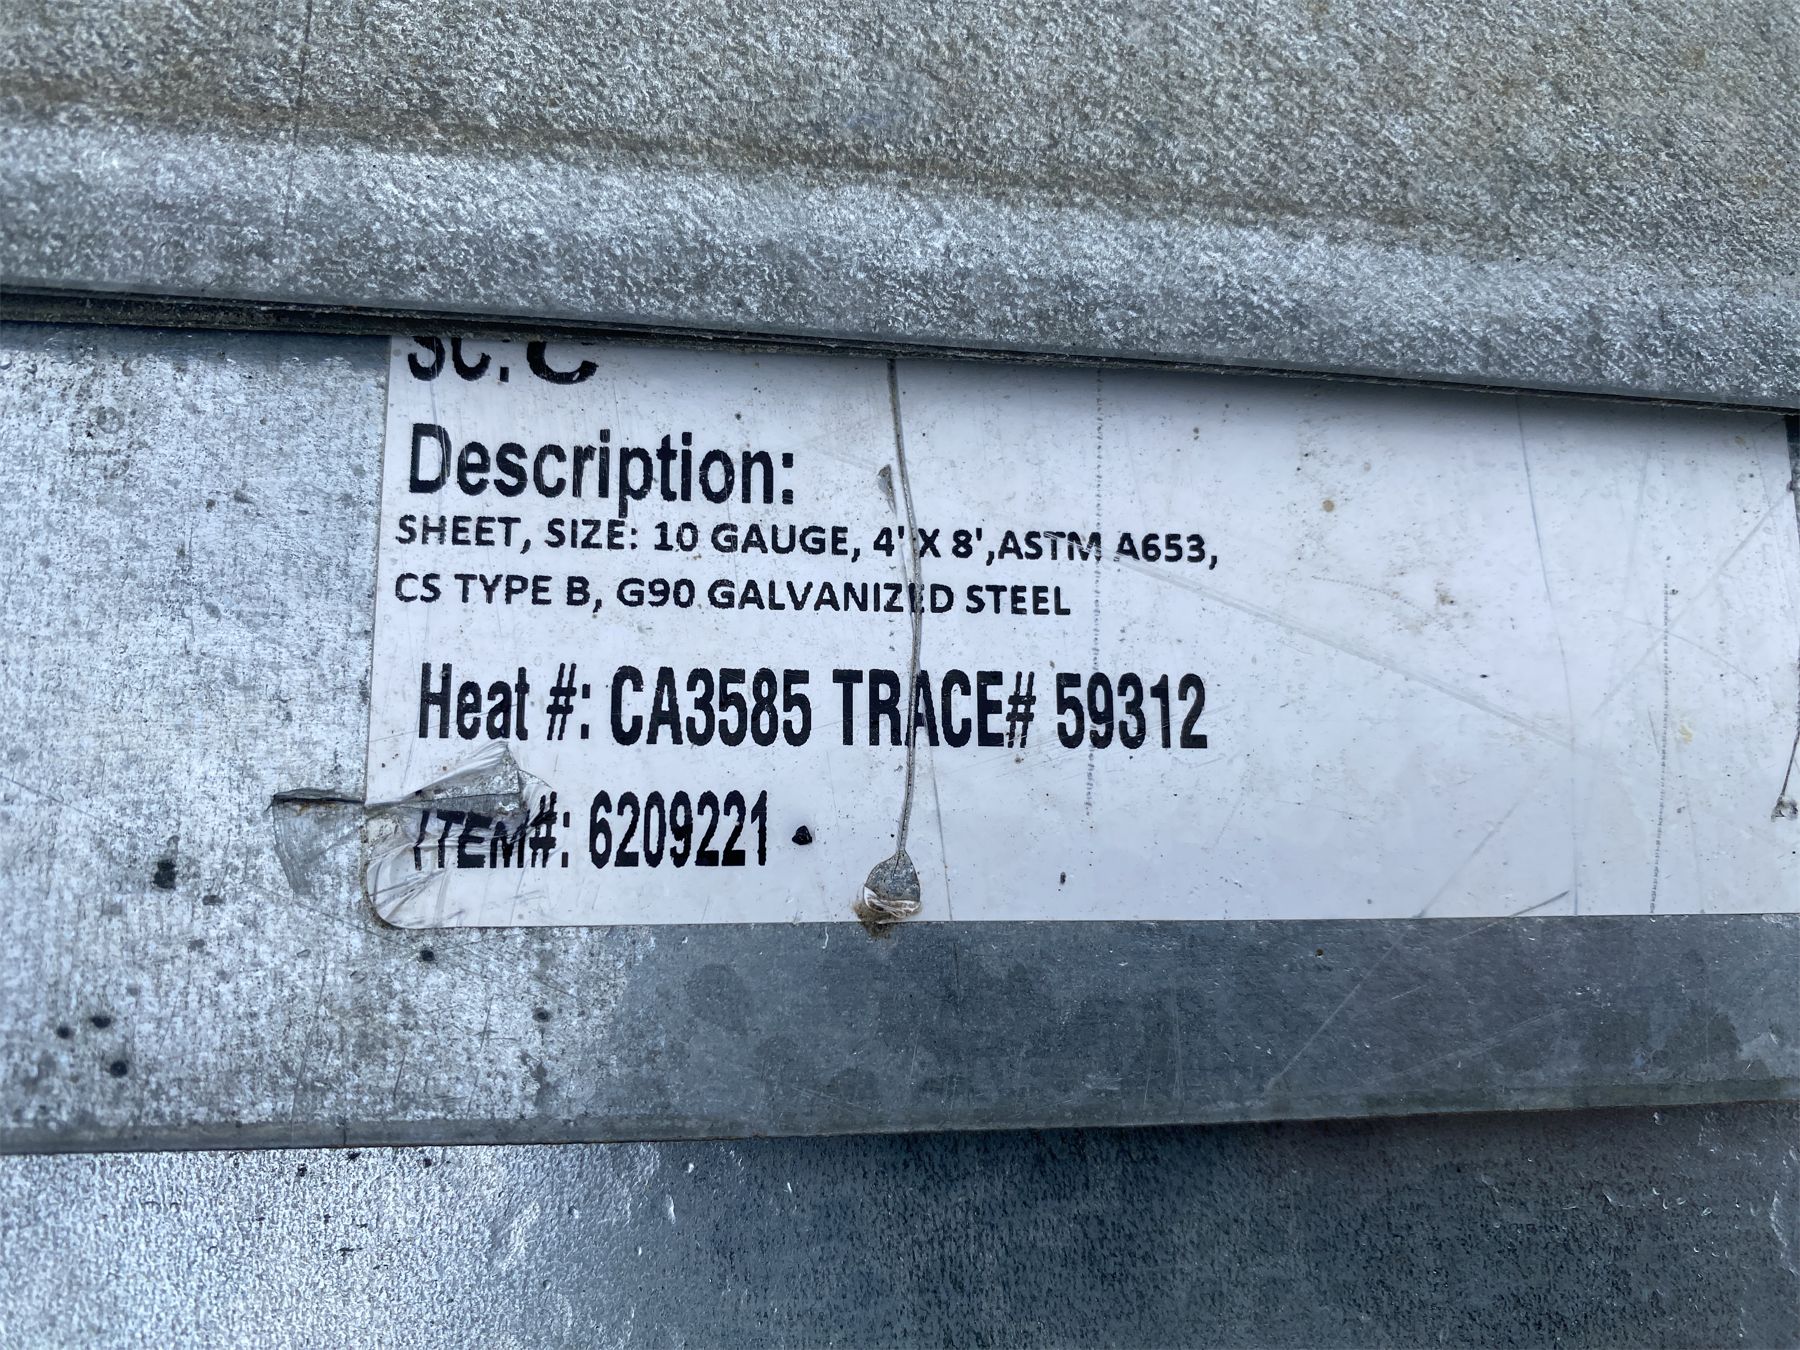 SC: C
Description:
SHEET, SIZE: 10 GAUGE, 4' X 8',ASTM A653,
CS TYPE B, G90 GALVANIZED STEEL
Heat #: CA3585 TRACE# 59312
ITEM#: 6209221